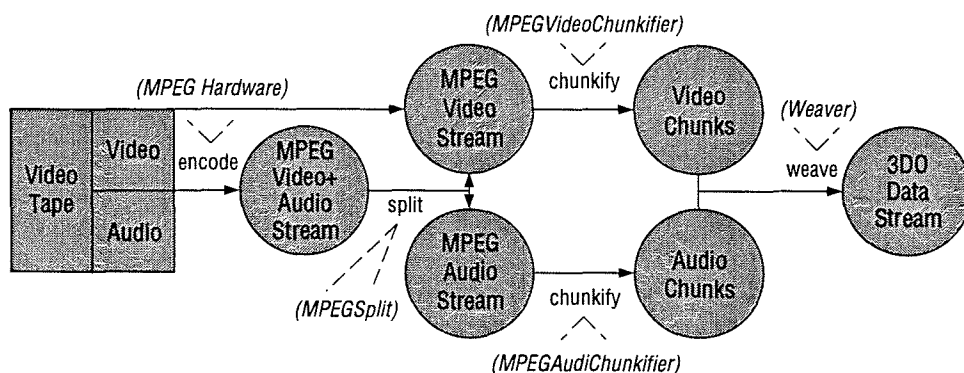 (MPEGVideoChunkifier)
(MPEG Hardware)
chunkify
MPEG
Video
Stream
Video
Chunks
(Weaver)
Video
Tape
Video
Audio
encode
MPEG
Video+
Audio
Stream
split
weave
3DO
Data
Stream
(MPEGSplit)
MPEG
Audio
Stream
chunkify
Audio
Chunks
(MPEGAudiChunkifier)